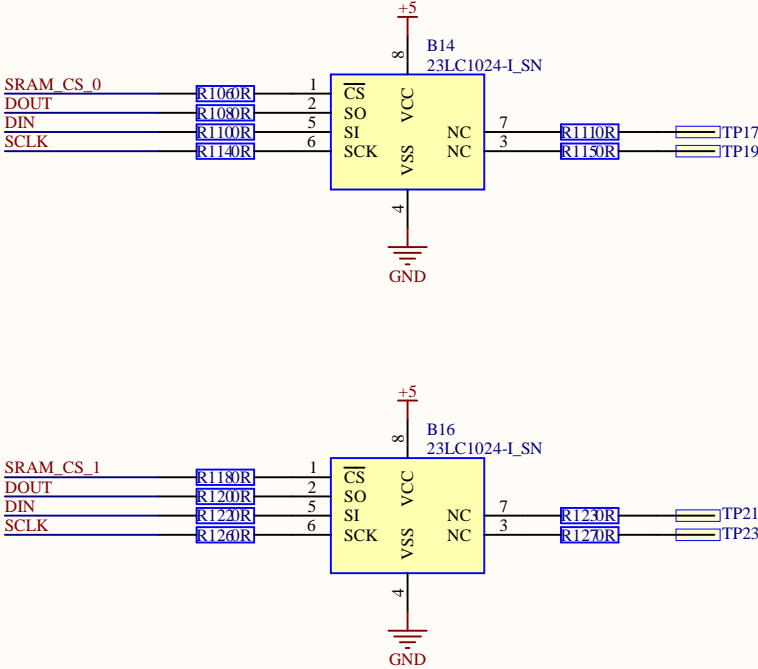 +5
B14
23LC1024-I_SN
8
VCC
SRAM_CS_0 R106 0R 1 CS
DOUT R108 0R 2 SO
DIN R110 0R 5 SI NC 7 R111 0R TP17
SCLK R114 0R 6 SCK NC 3 R115 0R TP19
VSS
4
GND
+5
B16
23LC1024-I_SN
8
VCC
SRAM_CS_1 R118 0R 1 CS
DOUT R120 0R 2 SO
DIN R122 0R 5 SI NC 7 R123 0R TP21
SCLK R126 0R 6 SCK NC 3 R127 0R TP23
VSS
4
GND